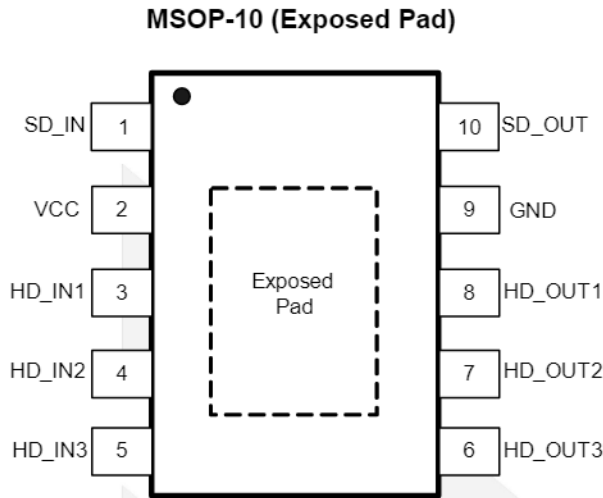 MSOP-10 (Exposed Pad)
SD_IN 1 10 SD_OUT
VCC 2 9 GND
HD_IN1 3 Exposed 8 HD_OUT1
Pad
HD_IN2 4 7 HD_OUT2
HD_IN3 5 6 HD_OUT3